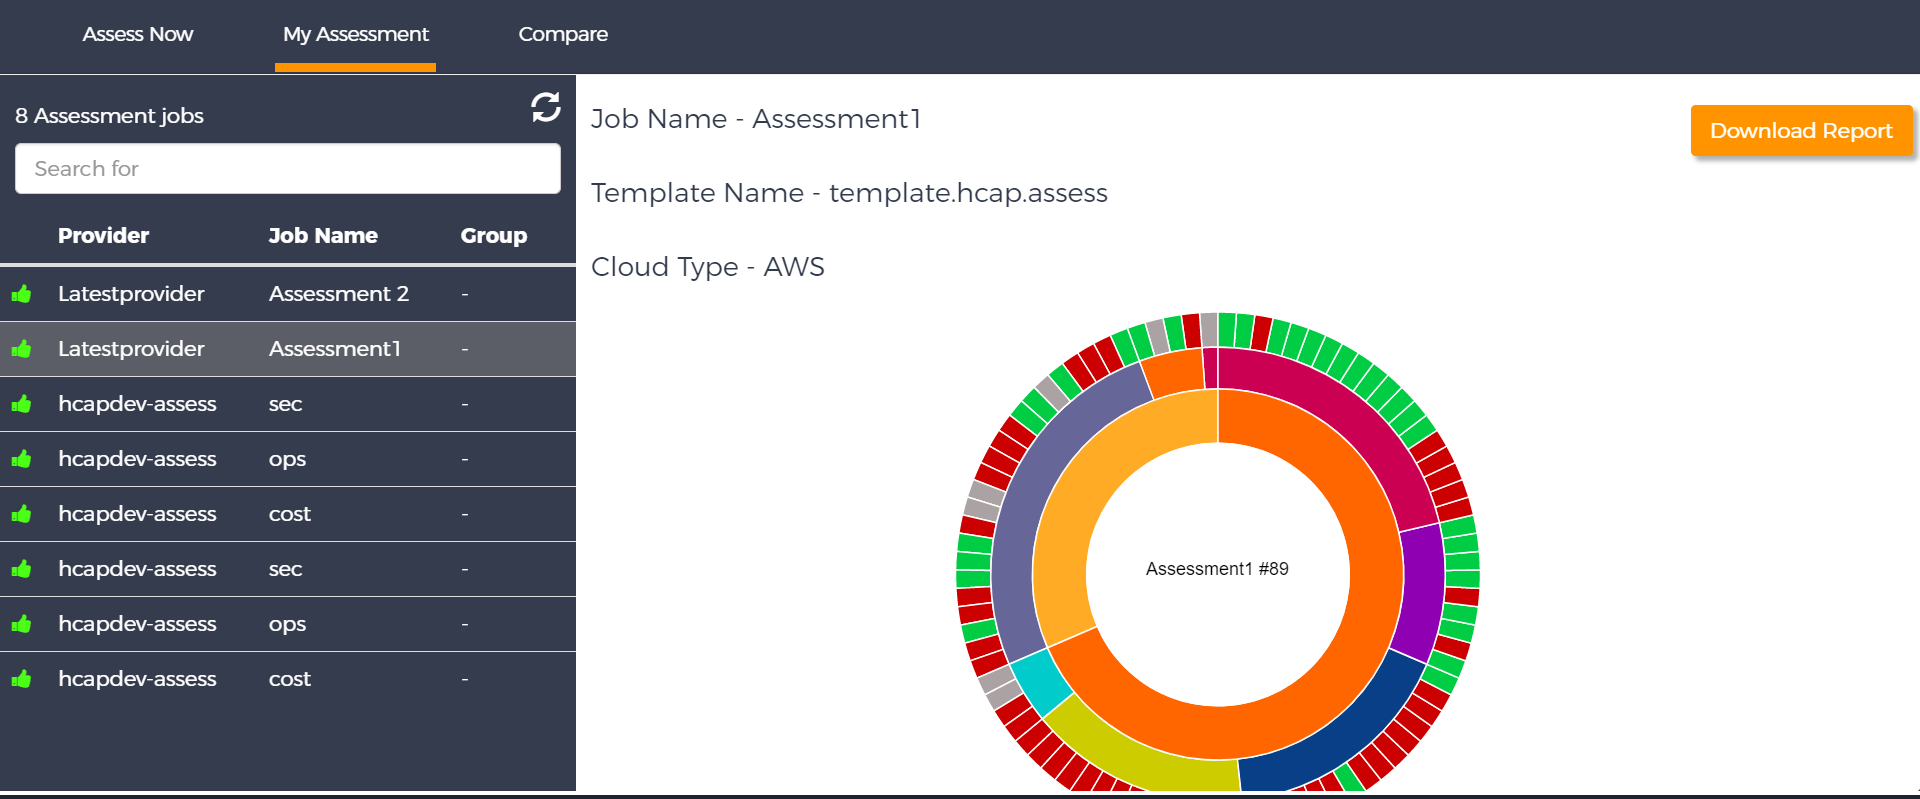 Assess Now My Assessment Compare
8 Assessment jobs
Search for
Provider Job Name Group
Latestprovider Assessment 2 -
Latestprovider Assessment1 -
hcapdev-assess sec -
hcapdev-assess ops -
hcapdev-assess cost -
hcapdev-assess sec -
hcapdev-assess ops -
hcapdev-assess cost -
Job Name - Assessment1
Download Report
Template Name - template.hcap.assess
Cloud Type - AWS
Assessment1 #89